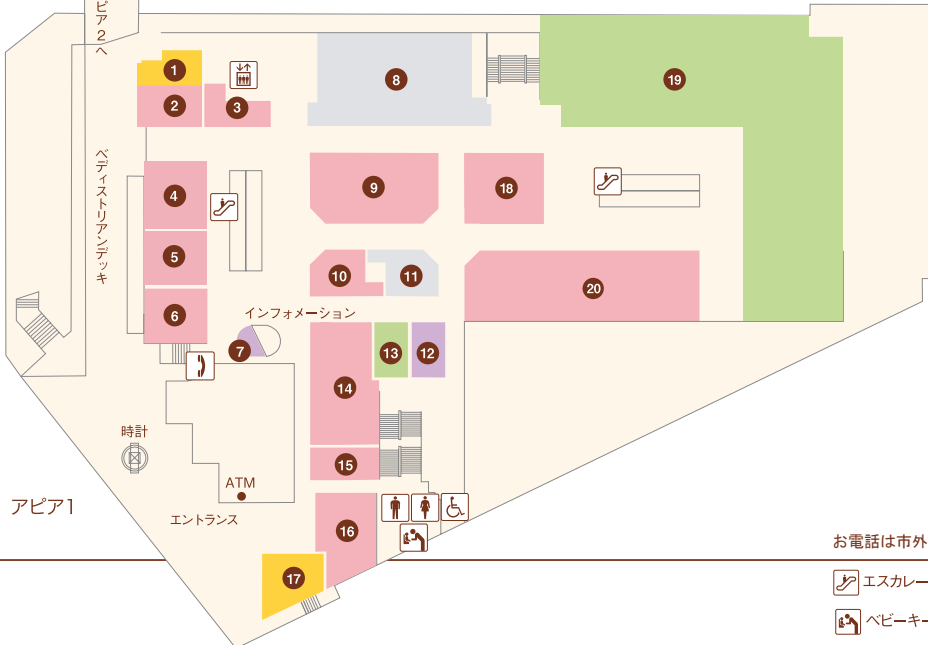 ピア2へ
1
2
3
8
19
ペディストリアンデッキ
4
5
6
9
18
10
11
20
インフォメーション
7
14
13
12
時計
15
ATM
エントランス
16
17
アピア1
お電話は市外
エスカレー
ベビーキー